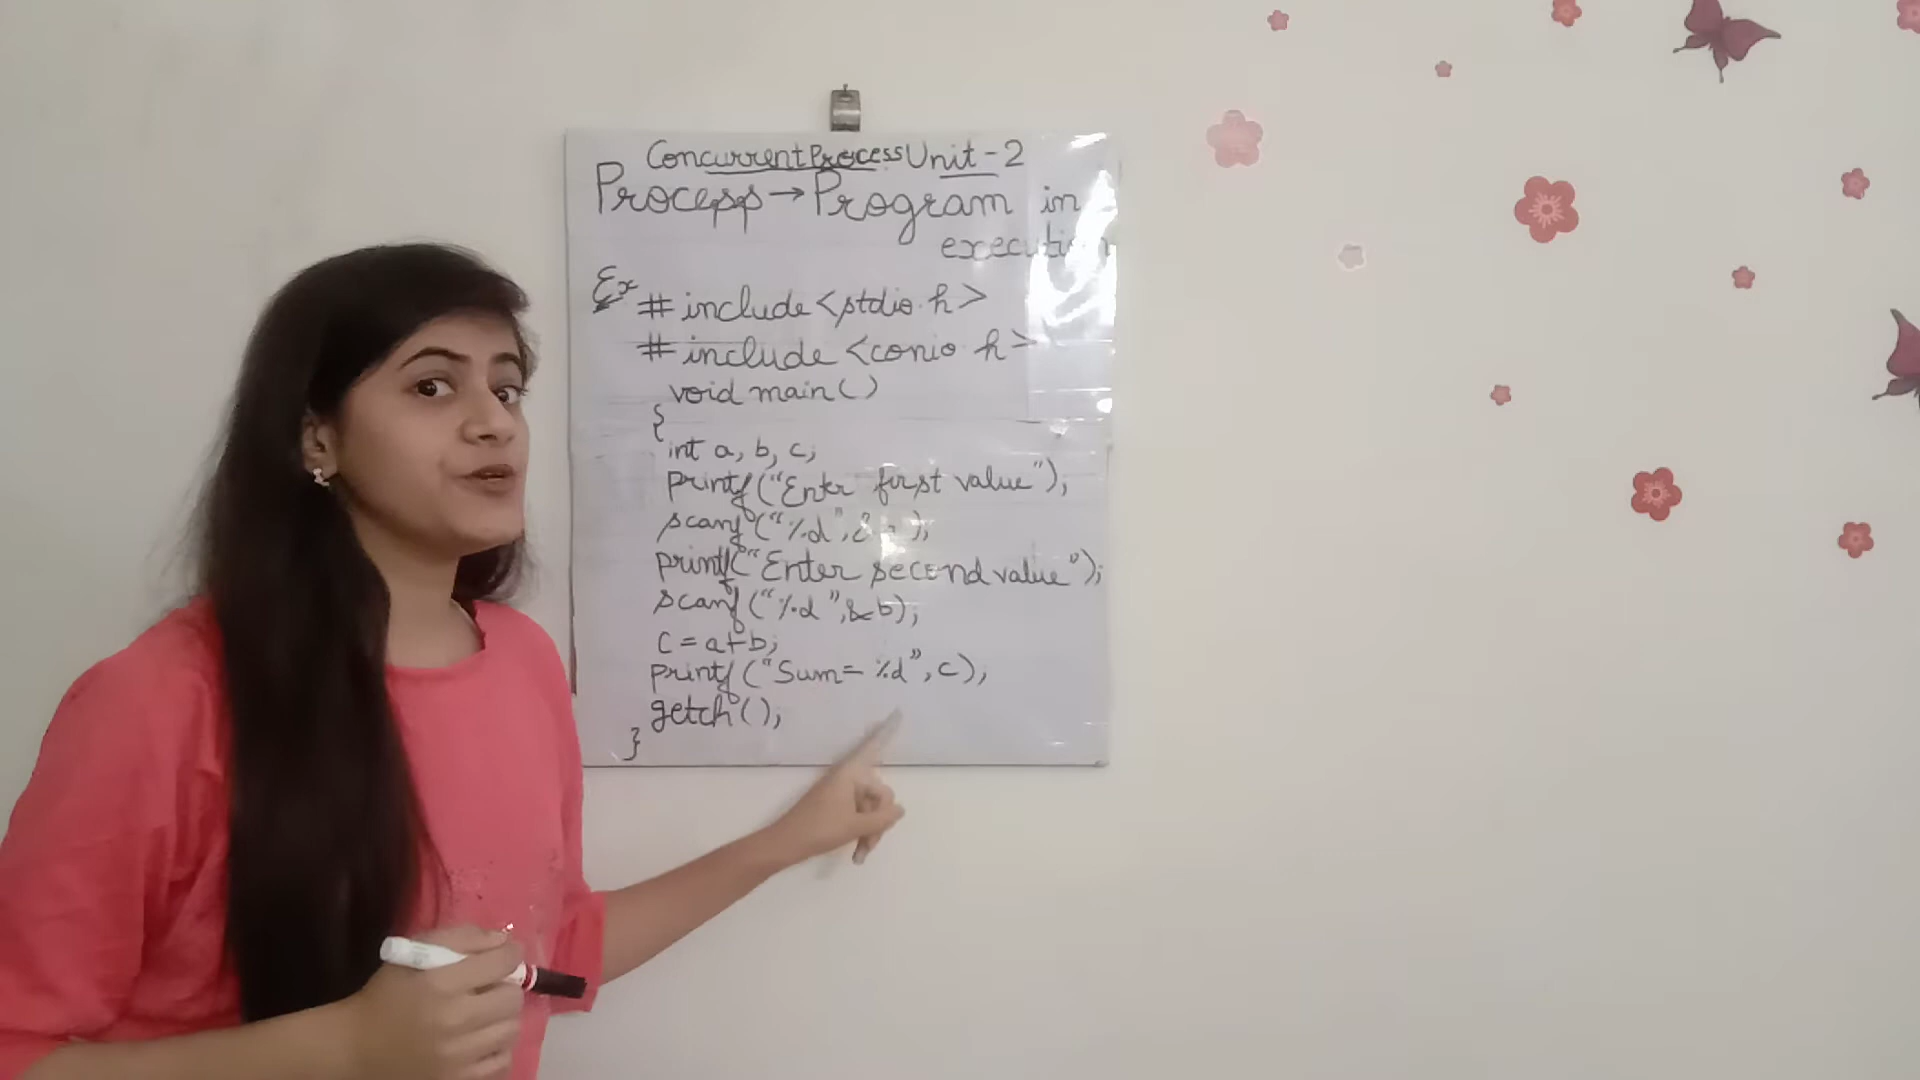 Concurrent Process Unit - 2
Process → Program in
execution
Ex
# include <stdio.h>
# include <conio.h>
void main()
{
int a, b, c;
printf("Enter first value");
scanf("%d",&
printf("Enter second value");
scanf("%d",&b);
c = a+b;
printf("Sum= %d", c);
getch();
}